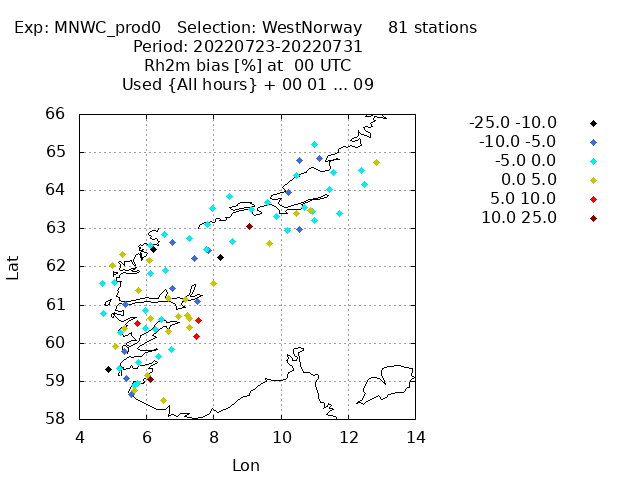 Exp: MNWC_prod0   Selection: WestNorway     81 stations
Period: 20220723-20220731
Rh2m bias [%] at  00 UTC
Used {All hours} + 00 01 ... 09
66
65
64
63
62
61
60
59
58
4 6 8 10 12 14
Lat
Lon
-25.0 -10.0
-10.0 -5.0
-5.0 0.0
0.0 5.0
5.0 10.0
10.0 25.0